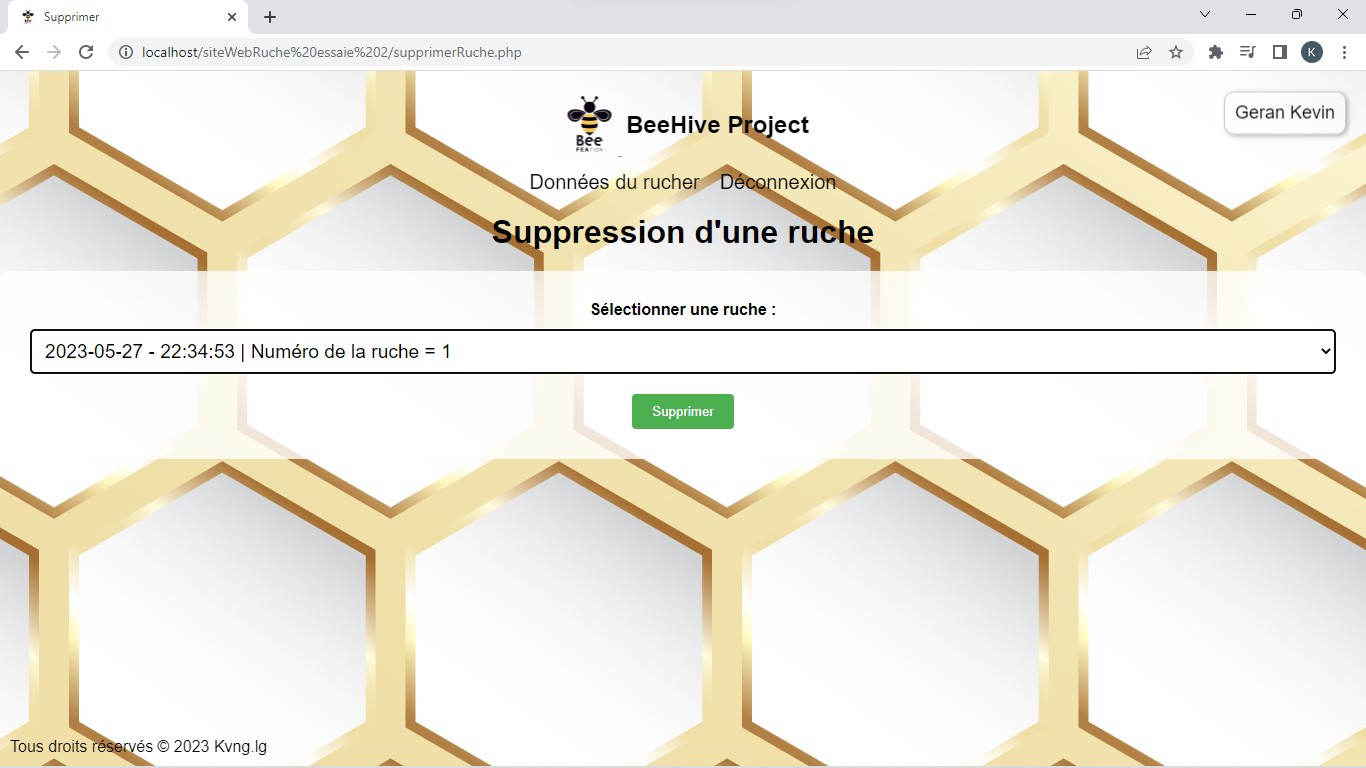 Supprimer
localhost/siteWebRuche%20essaie%202/supprimerRuche.php
K
Bee
FEATION
BeeHive Project
Geran Kevin
Données du rucher
Déconnexion
Suppression d'une ruche
Sélectionner une ruche :
2023-05-27 - 22:34:53 | Numéro de la ruche = 1
Supprimer
Tous droits réservés © 2023 Kvng.lg